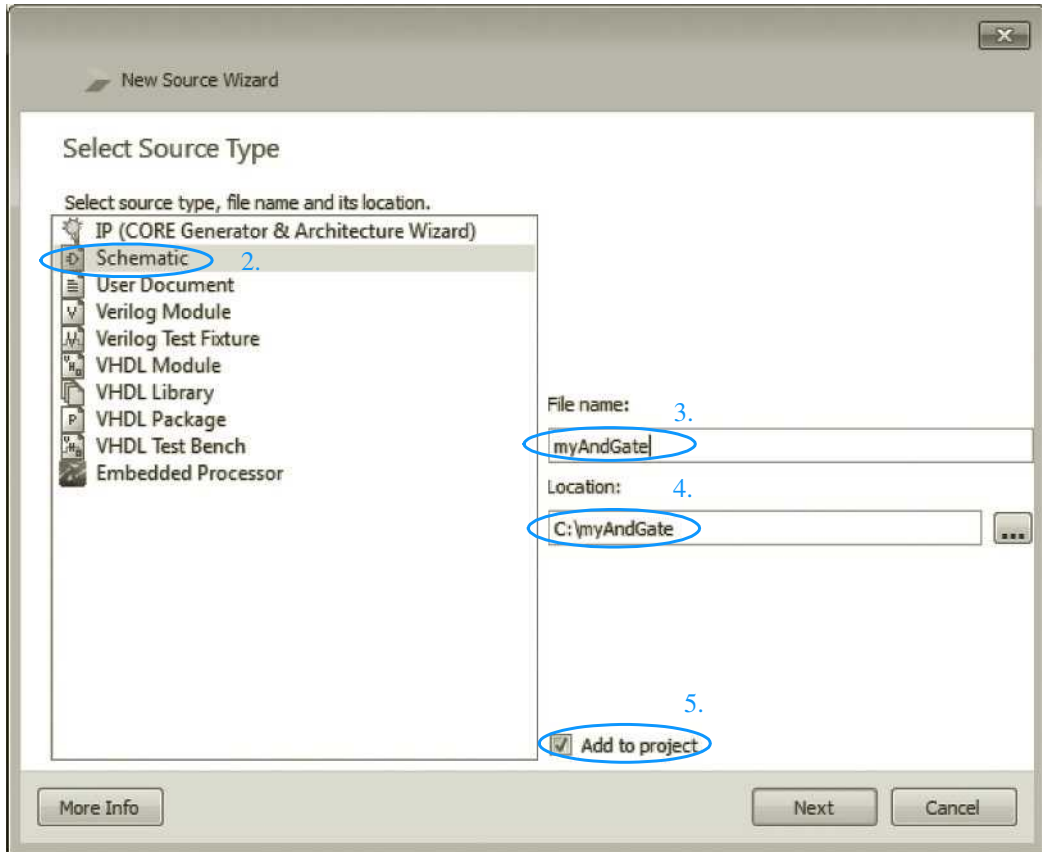 New Source Wizard
Select Source Type
Select source type, file name and its location.
IP (CORE Generator & Architecture Wizard)
Schematic 2.
User Document
Verilog Module
Verilog Test Fixture
VHDL Module
VHDL Library
VHDL Package
VHDL Test Bench
Embedded Processor
File name: 3.
myAndGate
Location: 4.
C:\myAndGate
...
5.
Add to project
More Info
Next
Cancel